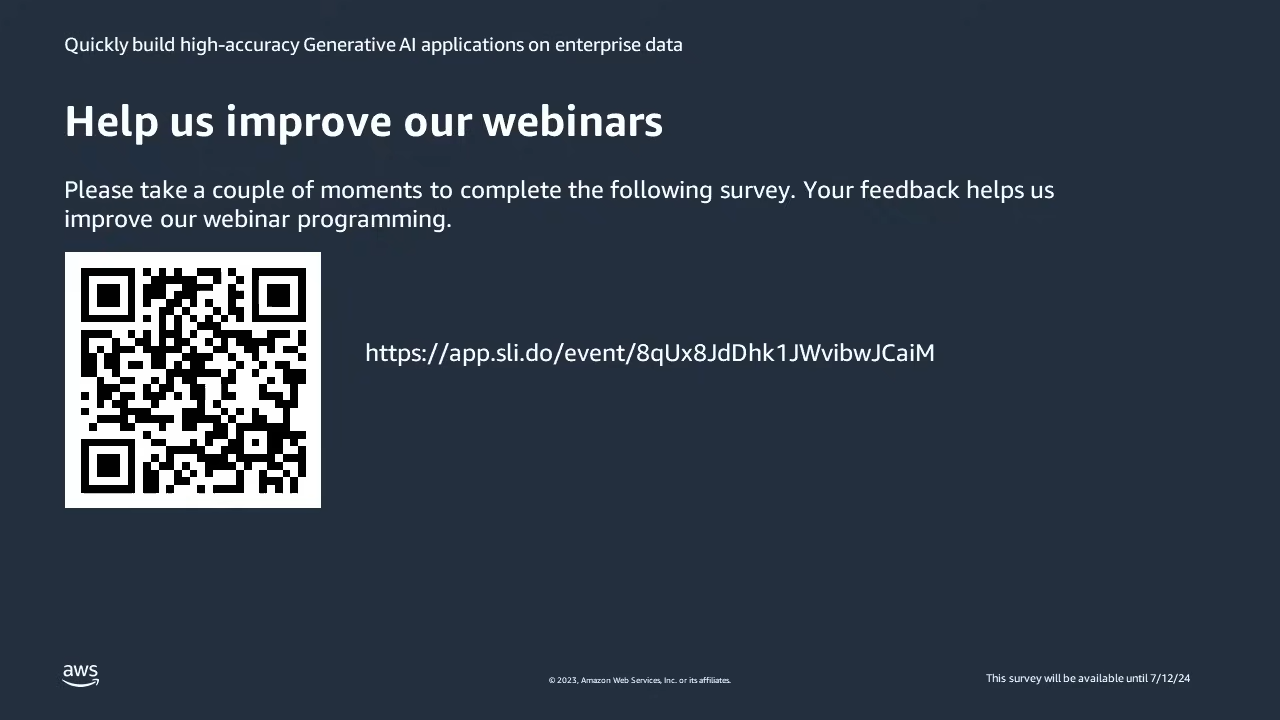 Quickly build high-accuracy Generative AI applications on enterprise data
Help us improve our webinars
Please take a couple of moments to complete the following survey. Your feedback helps us
improve our webinar programming.
https://app.sli.do/event/8qUx8JdDhk1JWvibwJCaiM
aws
© 2023, Amazon Web Services, Inc. or its affiliates.
This survey will be available until 7/12/24